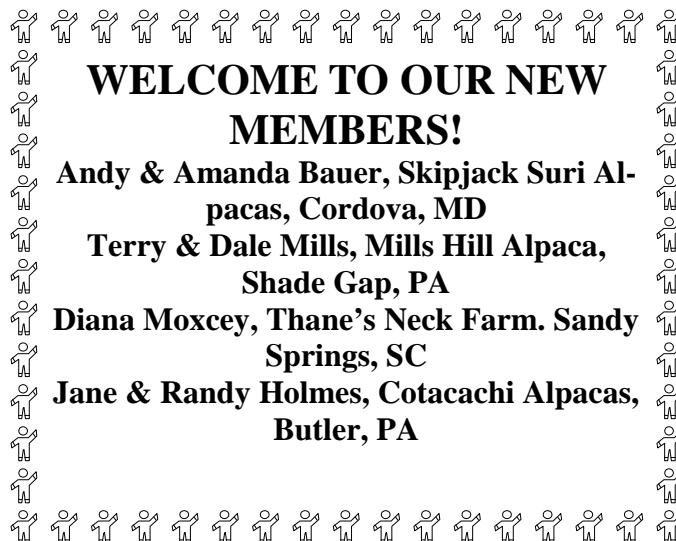 WELCOME TO OUR NEW
MEMBERS!
Andy & Amanda Bauer, Skipjack Suri Al-
pacas, Cordova, MD
Terry & Dale Mills, Mills Hill Alpaca,
Shade Gap, PA
Diana Moxcey, Thane’s Neck Farm. Sandy
Springs, SC
Jane & Randy Holmes, Cotacachi Alpacas,
Butler, PA